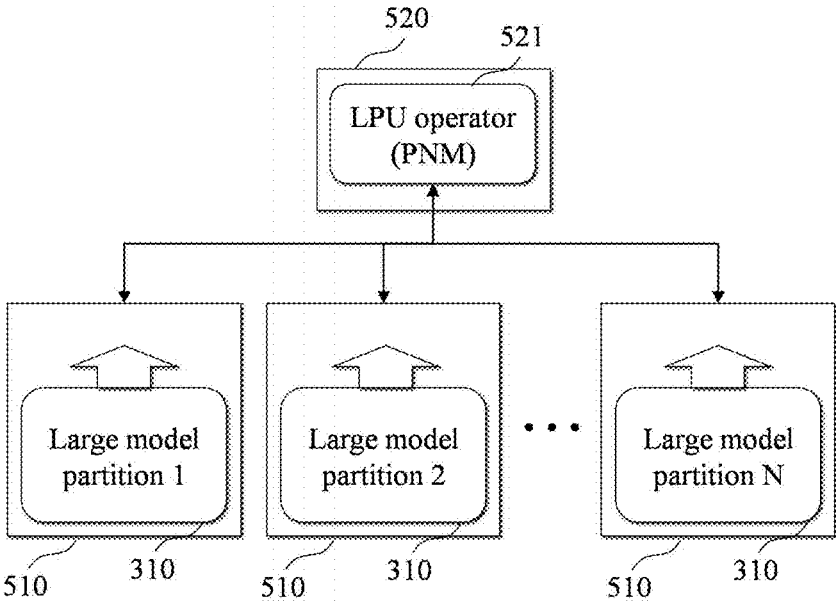 520
521
LPU operator
(PNM)
Large model
partition 1
Large model
partition 2
Large model
partition N
510
310
510
310
510
310